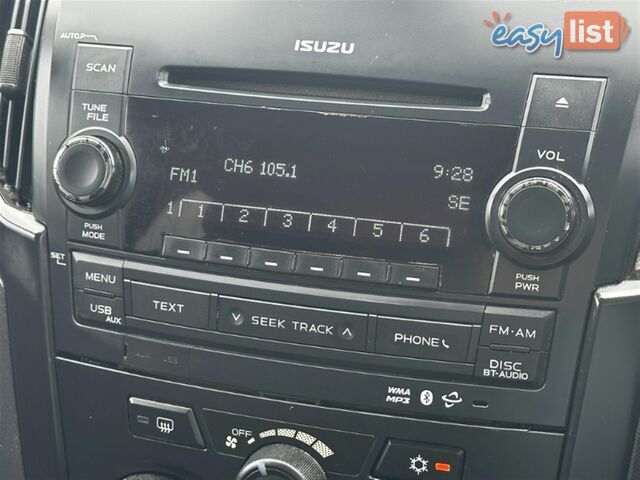 easylist
ISUZU
AUTO.P
SCAN
TUNE
FILE
VOL
FM1 CH6 105.1 9:28
SE
1 1 2 3 4 5 6
PUSH
MODE
PUSH
PWR
SET
MENU
USB
AUX
TEXT
∨ SEEK TRACK ∧
PHONE
FM·AM
DISC
BT-AUDIO
AUX USB
WMA
MP3
OFF